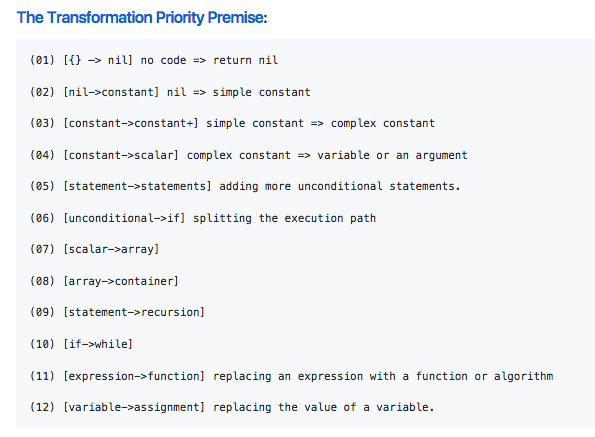 The Transformation Priority Premise:
(01) [{} —> nil] no code => return nil
(02) [nil->constant] nil => simple constant
(03) [constant->constant+] simple constant => complex constant
(04) [constant->scalar] complex constant => variable or an argument
(05) [statement->statements] adding more unconditional statements.
(06) [unconditional->if] splitting the execution path
(07) [scalar->array]
(08) [array->container]
(09) [statement->recursion]
(10) [if->while]
(11) [expression->function] replacing an expression with a function or algorithm
(12) [variable->assignment] replacing the value of a variable.